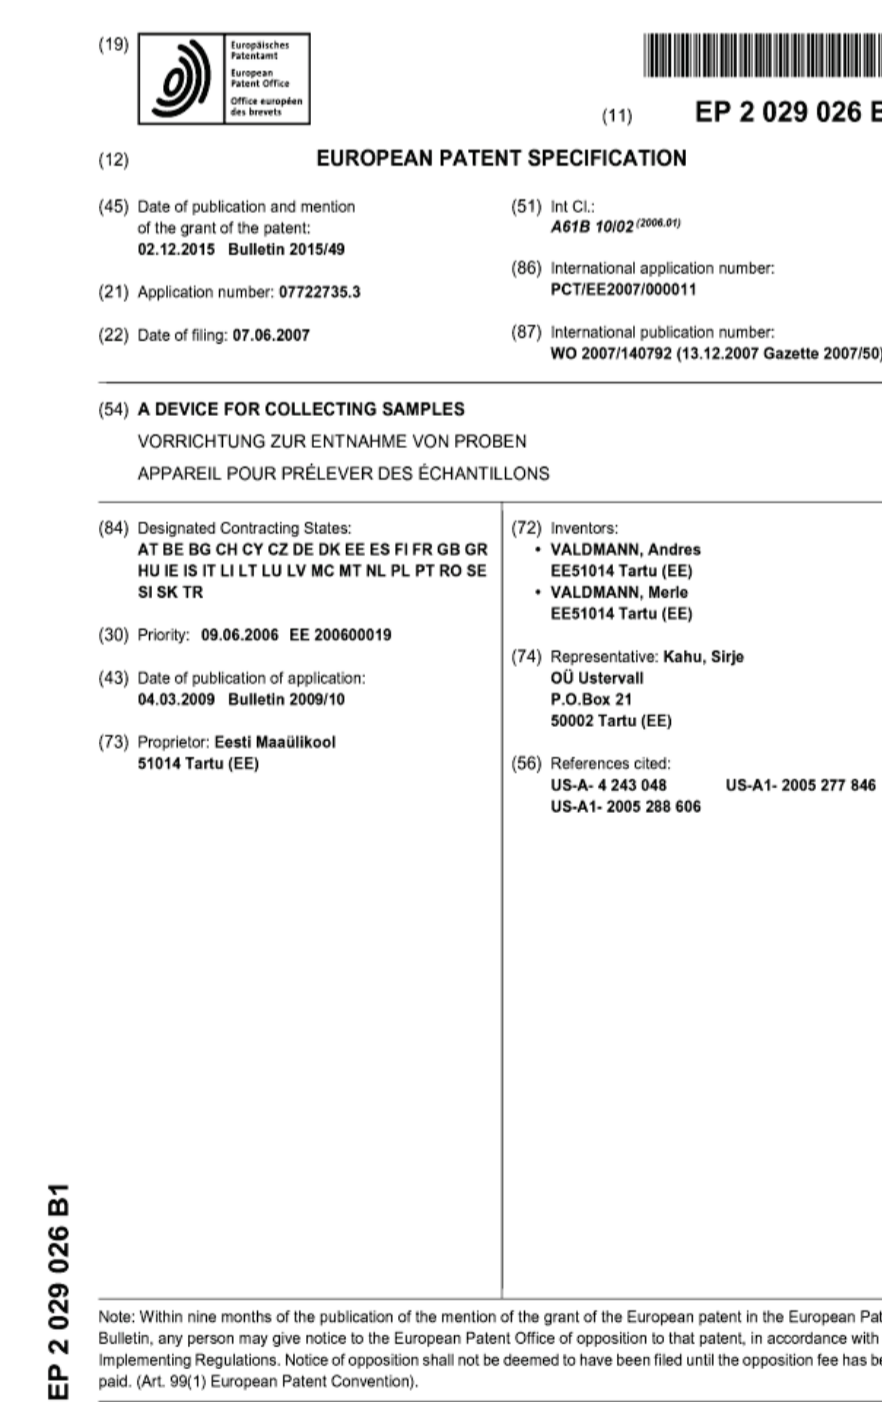 (19)
Europäisches
Patentamt
European
Patent Office
Office européen
des brevets
(11) EP 2 029 026 B
(12) EUROPEAN PATENT SPECIFICATION
(45) Date of publication and mention
of the grant of the patent:
02.12.2015 Bulletin 2015/49
(21) Application number: 07722735.3
(22) Date of filing: 07.06.2007
(51) Int Cl.:
A61B 10/02 (2006.01)
(86) International application number:
PCT/EE2007/000011
(87) International publication number:
WO 2007/140792 (13.12.2007 Gazette 2007/50)
(54) A DEVICE FOR COLLECTING SAMPLES
VORRICHTUNG ZUR ENTNAHME VON PROBEN
APPAREIL POUR PRÉLEVER DES ÉCHANTILLONS
(84) Designated Contracting States:
AT BE BG CH CY CZ DE DK EE ES FI FR GB GR
HU IE IS IT LI LT LU LV MC MT NL PL PT RO SE
SI SK TR
(30) Priority: 09.06.2006 EE 200600019
(43) Date of publication of application:
04.03.2009 Bulletin 2009/10
(73) Proprietor: Eesti Maaülikool
51014 Tartu (EE)
(72) Inventors:
• VALDMANN, Andres
EE51014 Tartu (EE)
• VALDMANN, Merle
EE51014 Tartu (EE)
(74) Representative: Kahu, Sirje
OÜ Ustervall
P.O.Box 21
50002 Tartu (EE)
(56) References cited:
US-A- 4 243 048 US-A1- 2005 277 846
US-A1- 2005 288 606
EP 2 029 026 B1
Note: Within nine months of the publication of the mention of the grant of the European patent in the European Pat
Bulletin, any person may give notice to the European Patent Office of opposition to that patent, in accordance with
Implementing Regulations. Notice of opposition shall not be deemed to have been filed until the opposition fee has be
paid. (Art. 99(1) European Patent Convention).